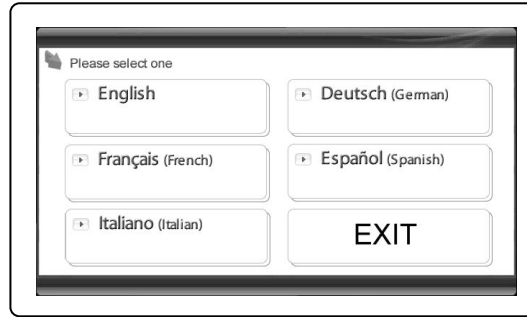 Please select one
English
Deutsch (German)
Français (French)
Español (Spanish)
Italiano (Italian)
EXIT